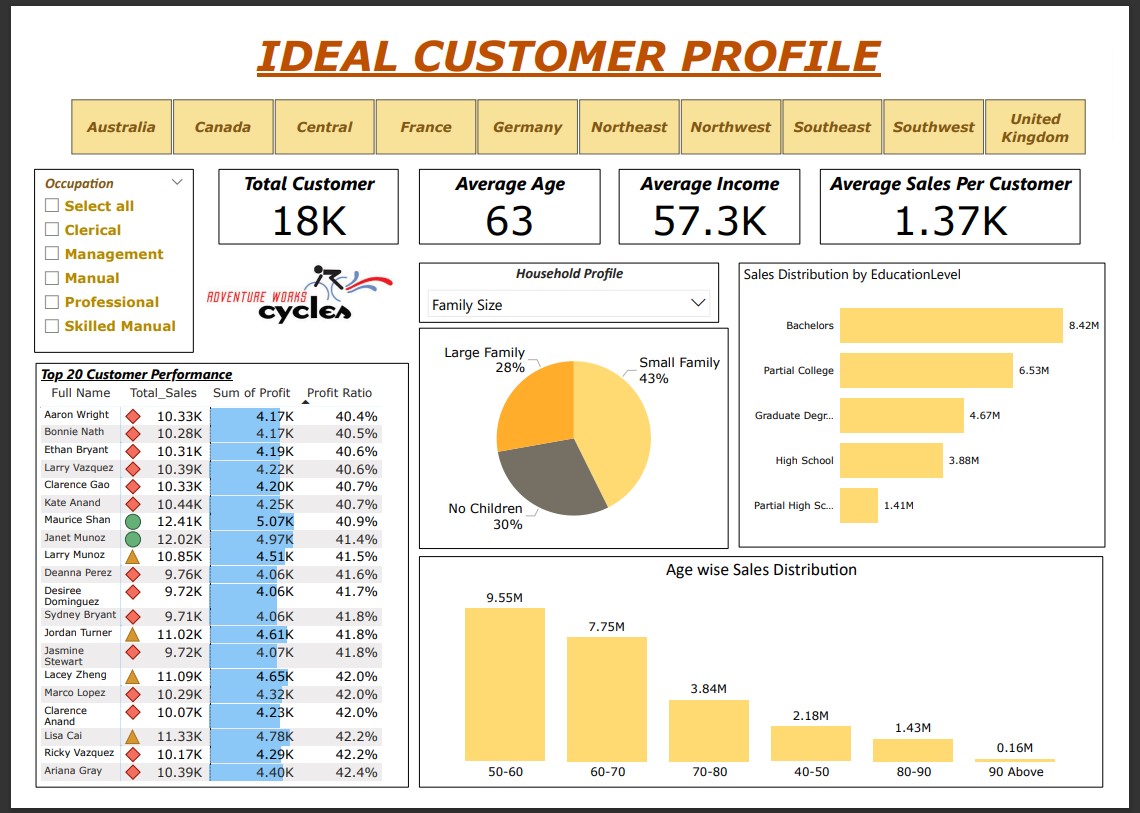 IDEAL CUSTOMER PROFILE
Australia
Canada
Central
France
Germany
Northeast
Northwest
Southeast
Southwest
United
Kingdom
Occupation
Select all
Clerical
Management
Manual
Professional
Skilled Manual
Total Customer
18K
Average Age
63
Average Income
57.3K
Average Sales Per Customer
1.37K
ADVENTURE WORKS
cycles
Household Profile
Family Size
Large Family
28%
Small Family
43%
No Children
30%
Sales Distribution by EducationLevel
Bachelors 8.42M
Partial College 6.53M
Graduate Degr... 4.67M
High School 3.88M
Partial High Sc... 1.41M
Top 20 Customer Performance
Full Name Total_Sales Sum of Profit Profit Ratio
Aaron Wright 10.33K 4.17K 40.4%
Bonnie Nath 10.28K 4.17K 40.5%
Ethan Bryant 10.31K 4.19K 40.6%
Larry Vazquez 10.39K 4.22K 40.6%
Clarence Gao 10.33K 4.20K 40.7%
Kate Anand 10.44K 4.25K 40.7%
Maurice Shan 12.41K 5.07K 40.9%
Janet Munoz 12.02K 4.97K 41.4%
Larry Munoz 10.85K 4.51K 41.5%
Deanna Perez 9.76K 4.06K 41.6%
Desiree 9.72K 4.06K 41.7%
Dominguez
Sydney Bryant 9.71K 4.06K 41.8%
Jordan Turner 11.02K 4.61K 41.8%
Jasmine 9.72K 4.07K 41.8%
Stewart
Lacey Zheng 11.09K 4.65K 42.0%
Marco Lopez 10.29K 4.32K 42.0%
Clarence 10.07K 4.23K 42.0%
Anand
Lisa Cai 11.33K 4.78K 42.2%
Ricky Vazquez 10.17K 4.29K 42.2%
Ariana Gray 10.39K 4.40K 42.4%
Age wise Sales Distribution
9.55M
7.75M
3.84M
2.18M
1.43M
0.16M
50-60 60-70 70-80 40-50 80-90 90 Above